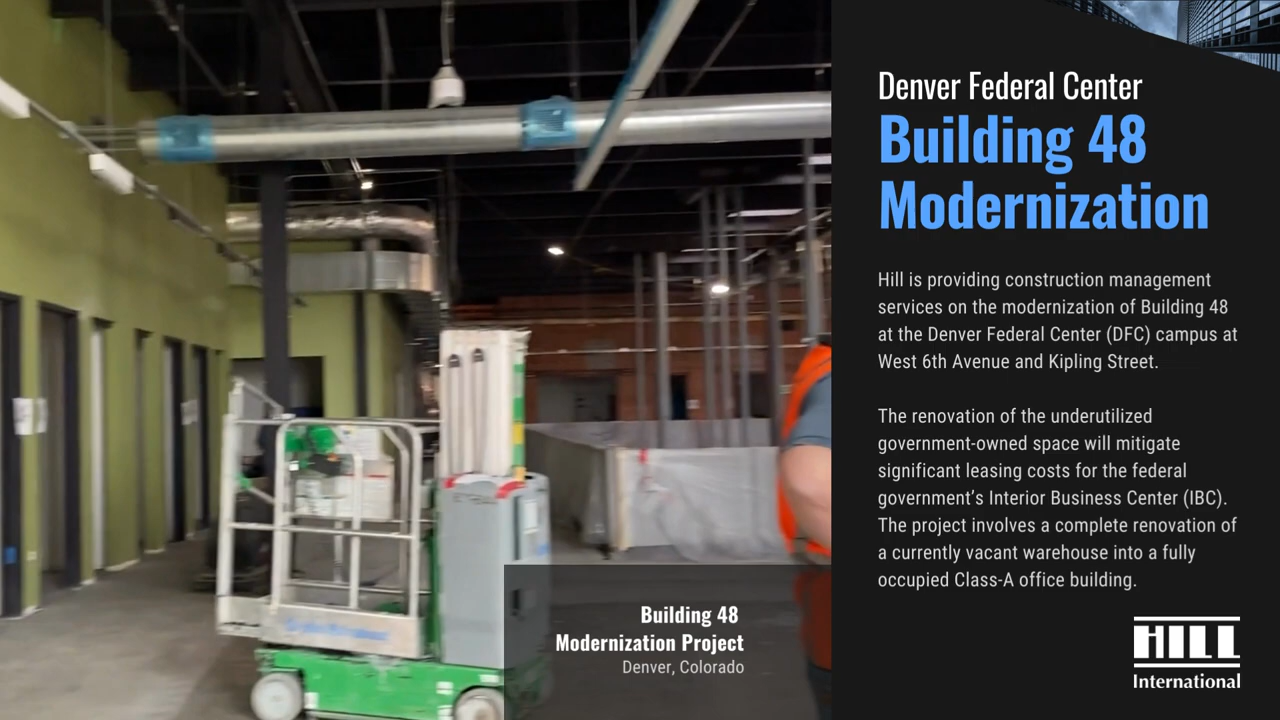 Denver Federal Center
Building 48
Modernization
Hill is providing construction management
services on the modernization of Building 48
at the Denver Federal Center (DFC) campus at
West 6th Avenue and Kipling Street.
The renovation of the underutilized
government-owned space will mitigate
significant leasing costs for the federal
government’s Interior Business Center (IBC).
The project involves a complete renovation of
a currently vacant warehouse into a fully
occupied Class-A office building.
Building 48
Modernization Project
Denver, Colorado
HILL
International